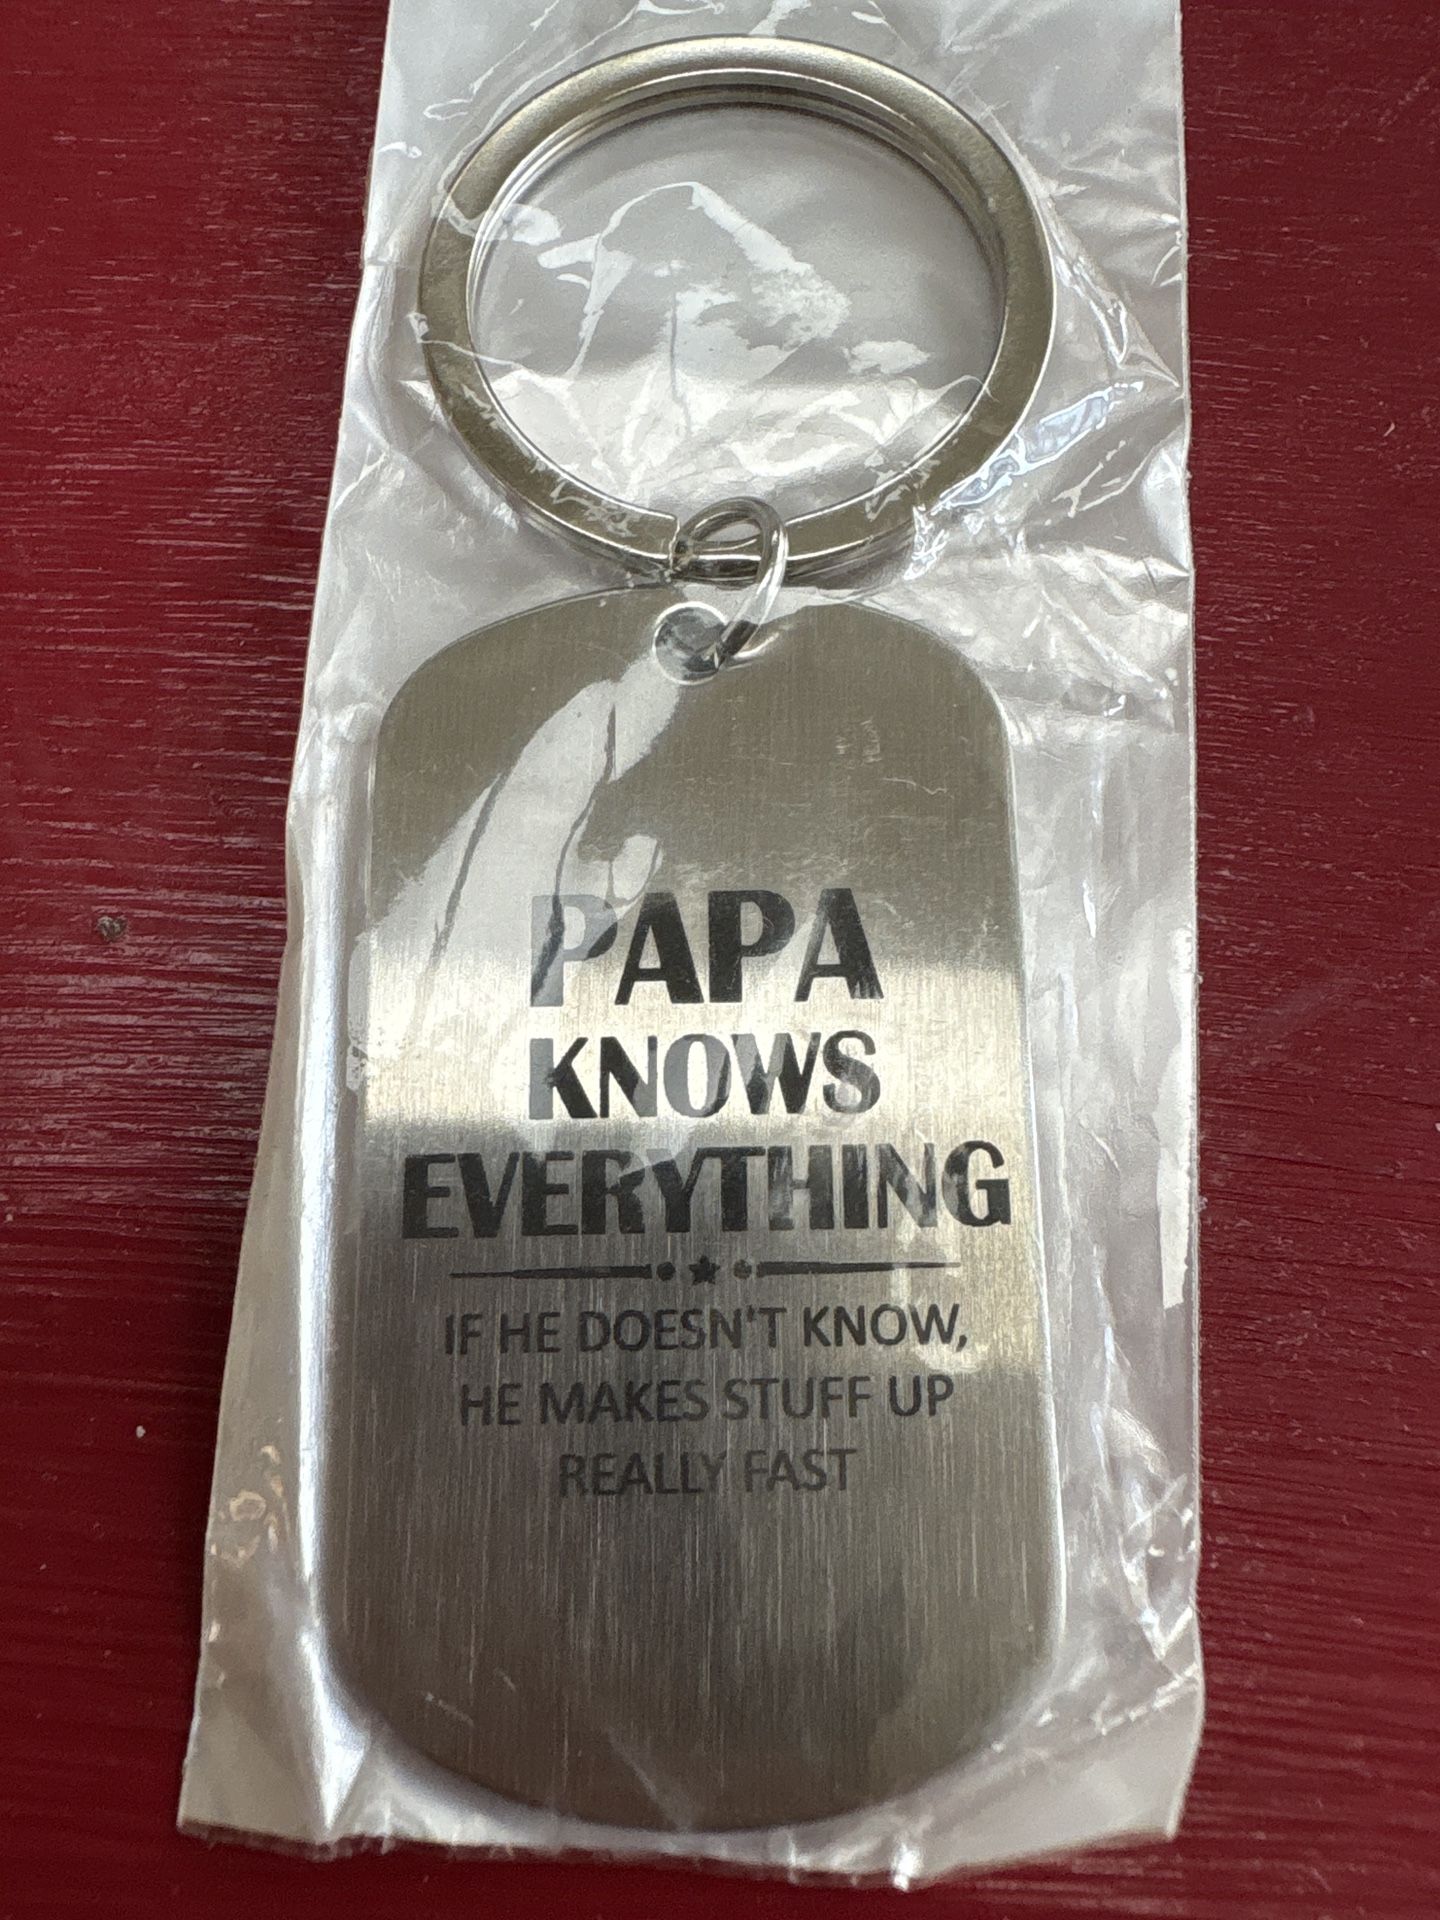 PAPA
KNOWS
EVERYTHING
IF HE DOESN'T KNOW,
HE MAKES STUFF UP
REALLY FAST